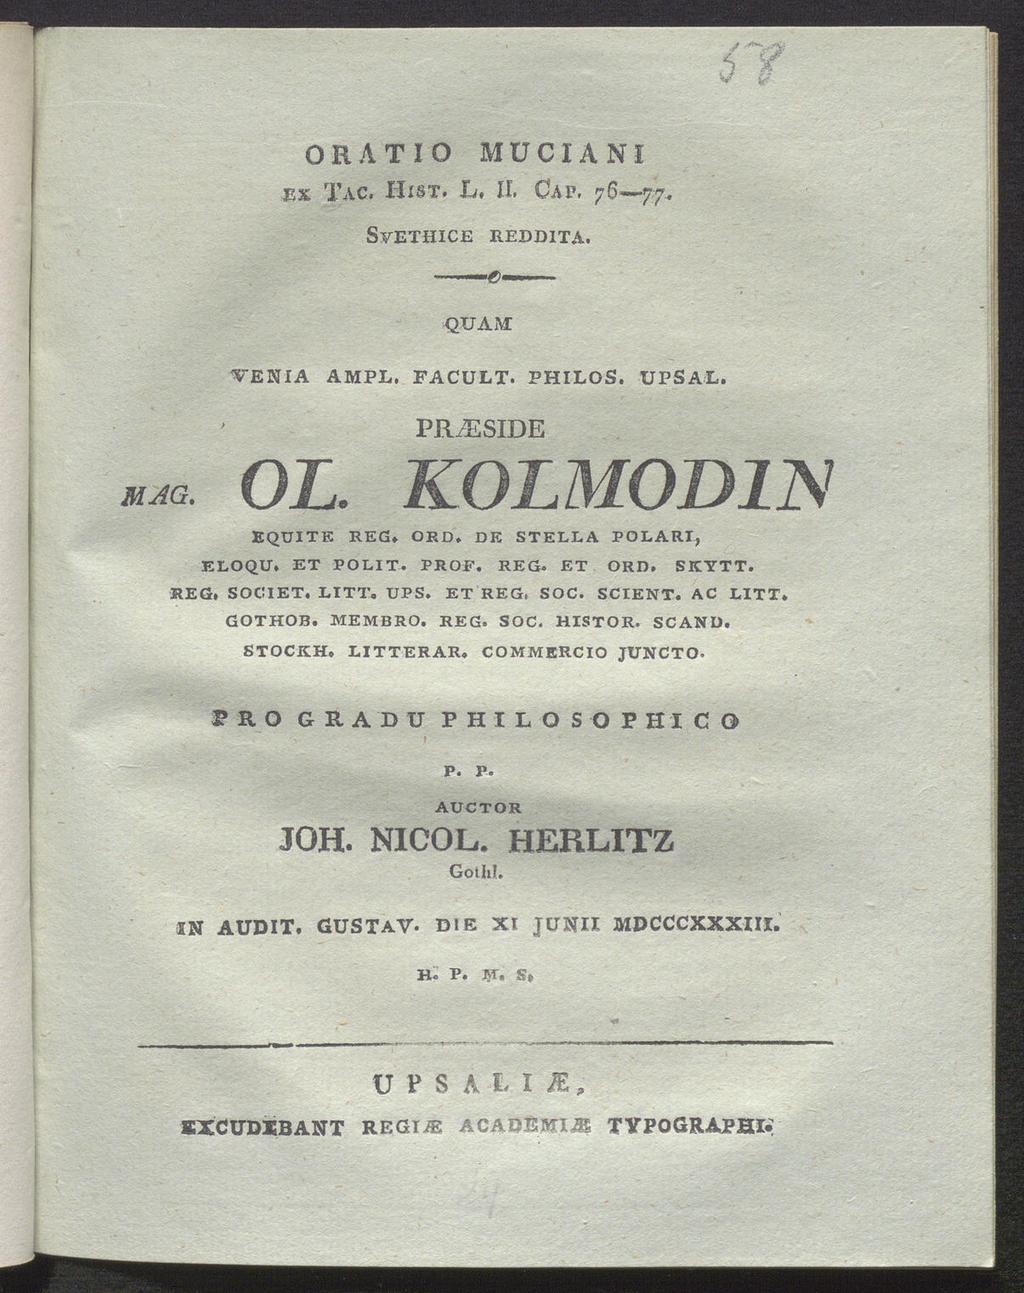 58
ORATIO MUCIANI
EX TAC. HIST. L. II. CAP. 76—77.
SVETHICE REDDITA.
QUAM
VENIA AMPL. FACULT. PHILOS. UPSAL.
PRÆSIDE
MAG. OL. KOLMODIN
EQUITE REG. ORD. DE STELLA POLARI,
ELOQU. ET POLIT. PROF. REG. ET ORD. SKYTT.
REG. SOCIET. LITT. UPS. ET REG. SOC. SCIENT. AC LITT.
GOTHOB. MEMBRO. REG. SOC. HISTOR. SCAND.
STOCKH. LITTERAR. COMMERCIO JUNCTO.
PRO GRADU PHILOSOPHICO
P. P.
AUCTOR
JOH. NICOL. HERLITZ
Gothl.
IN AUDIT. GUSTAV. DIE XI JUNII MDCCCXXXIII.
H. P. M. S.
UPSALIÆ,
EXCUDEBANT REGIÆ ACADEMIÆ TYPOGRAPHI.